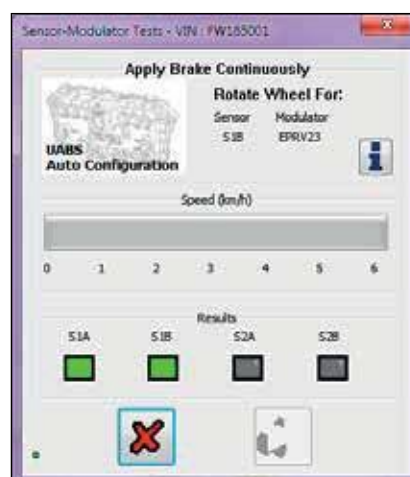 Sensor-Modulator Tests - VIN : FW185001
Apply Brake Continuously
Rotate Wheel For:
Sensor Modulator
S1B EPRV23
UABS
Auto Configuration
Speed (km/h)
0 1 2 3 4 5 6
Results
S1A S1B S2A S2B